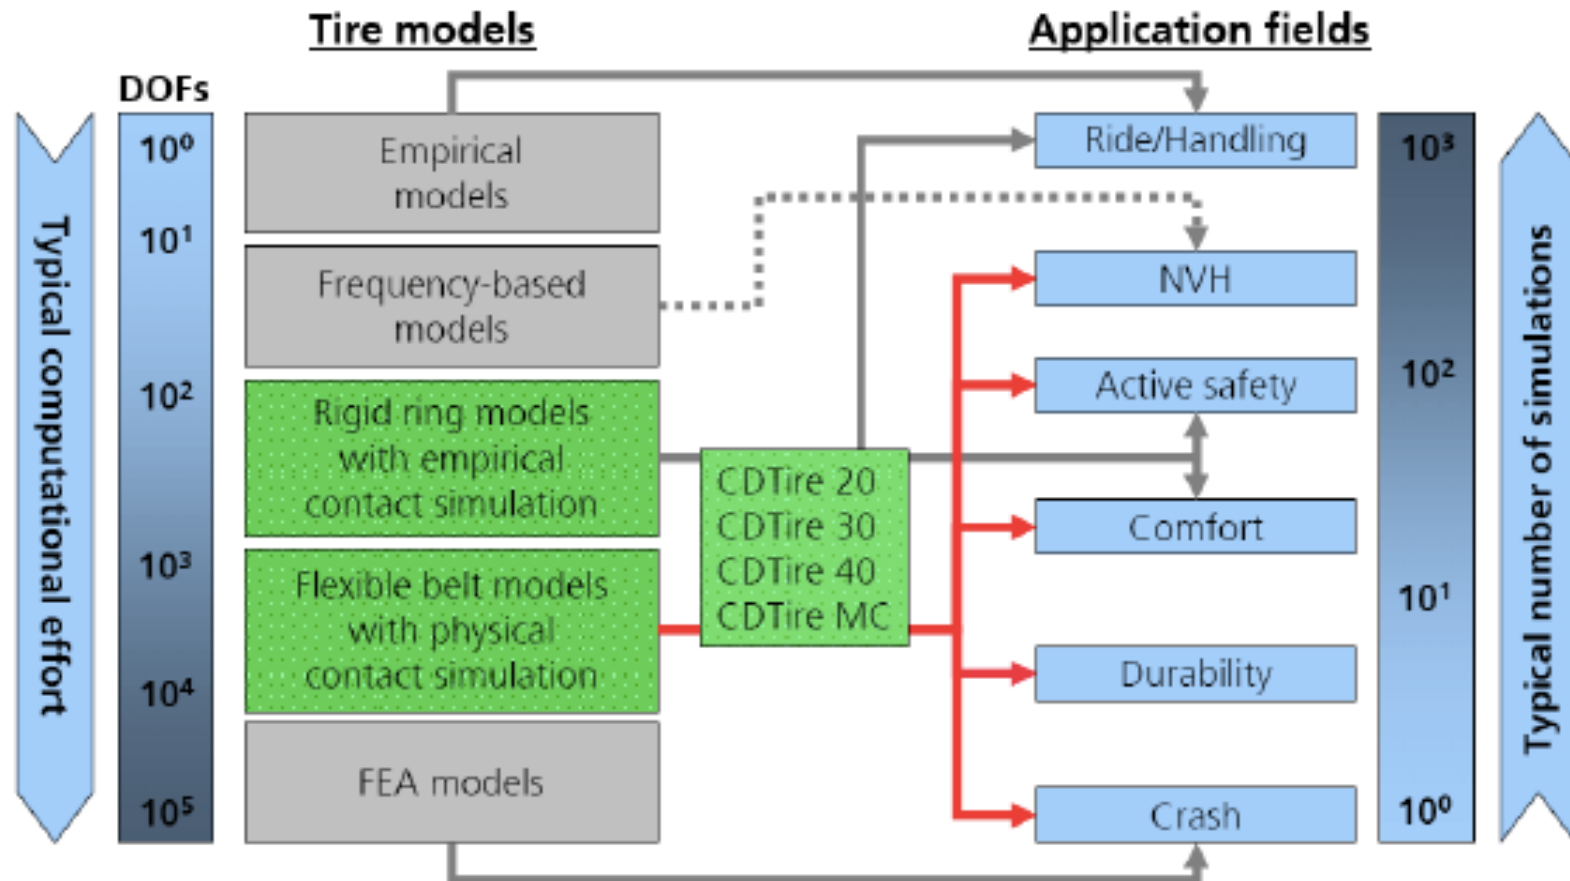 Tire models
Application fields
DOFs
Typical computational effort
10⁰
10¹
10²
10³
10⁴
10⁵
Empirical
models
Frequency-based
models
Rigid ring models
with empirical
contact simulation
Flexible belt models
with physical
contact simulation
FEA models
CDTire 20
CDTire 30
CDTire 40
CDTire MC
Ride/Handling
NVH
Active safety
Comfort
Durability
Crash
10³
10²
10¹
10⁰
Typical number of simulations